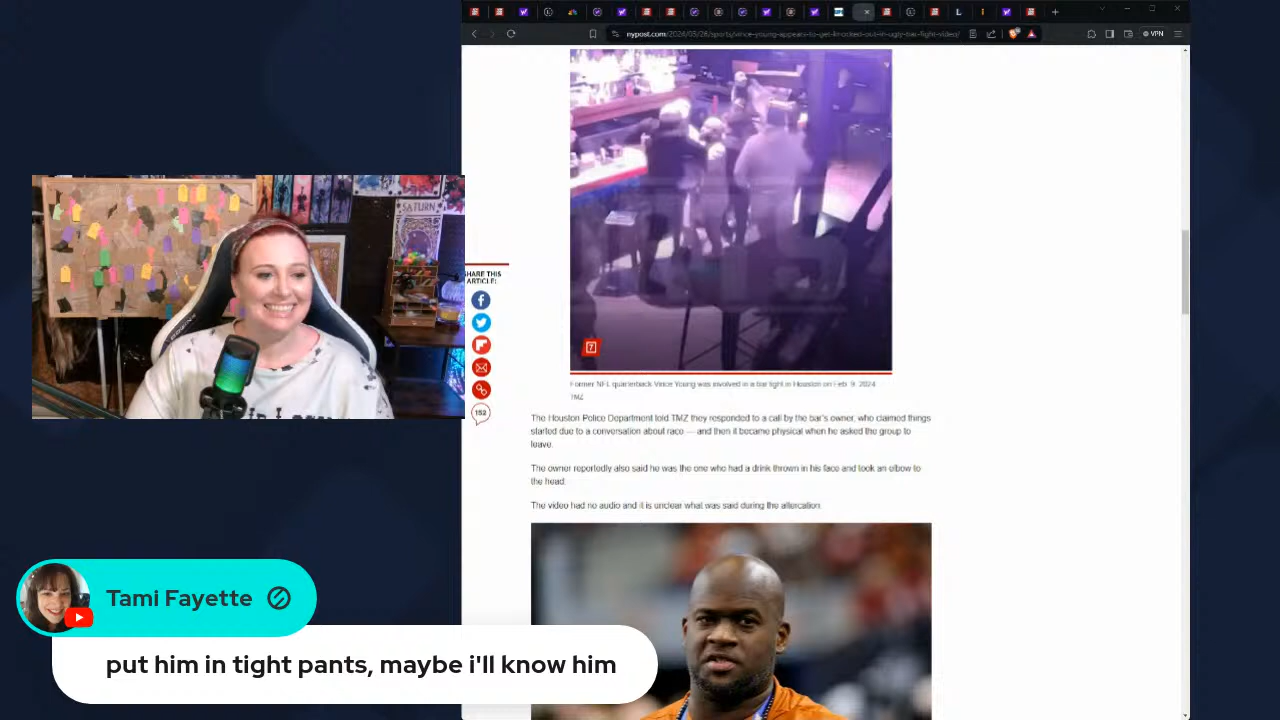 nypost.com/2024/03/26/sports/vince-young-appears-to-get-knocked-out-in-ugly-bar-fight-video/
VPN
SATURN
SHARE THIS
ARTICLE:
152
7
Former NFL quarterback Vince Young was involved in a bar fight in Houston on Feb. 9, 2024.
TMZ
The Houston Police Department told TMZ they responded to a call by the bar's owner, who claimed things
started due to a conversation about race — and then it became physical when he asked the group to
leave.
The owner reportedly also said he was the one who had a drink thrown in his face and took an elbow to
the head.
The video had no audio and it is unclear what was said during the altercation.
Tami Fayette
put him in tight pants, maybe i'll know him